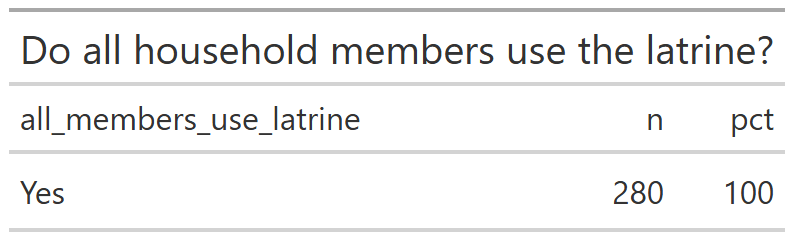 Do all household members use the latrine?
all_members_use_latrine n pct
Yes 280 100